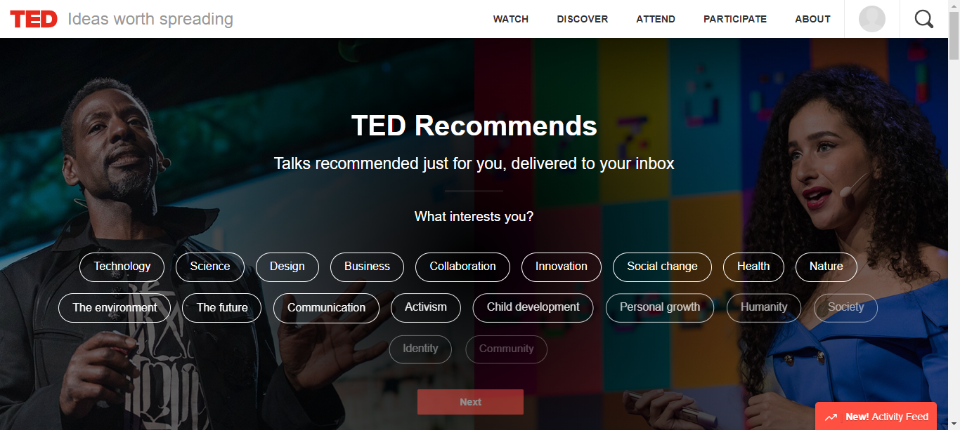 TED Ideas worth spreading WATCH DISCOVER ATTEND PARTICIPATE ABOUT
TED Recommends
Talks recommended just for you, delivered to your inbox
What interests you?
Technology Science Design Business Collaboration Innovation Social change Health Nature
The environment The future Communication Activism Child development Personal growth Humanity Society
Identity Community
Next
New! Activity Feed